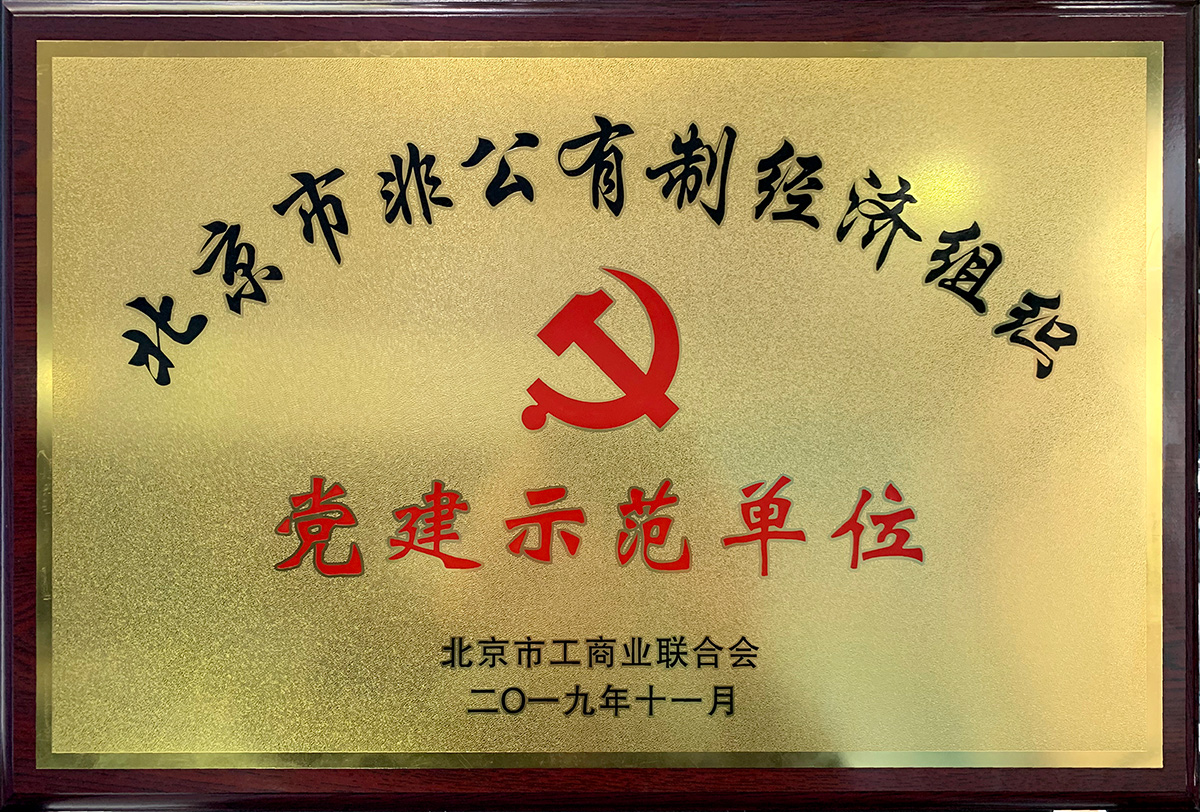 北京市非公有制经济组织
党建示范单位
北京市工商业联合会
二〇一九年十一月